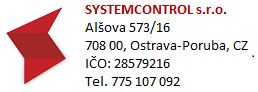 SYSTEMCONTROL s.r.o.
Alšova 573/16
708 00, Ostrava-Poruba, CZ
IČO: 28579216
Tel. 775 107 092